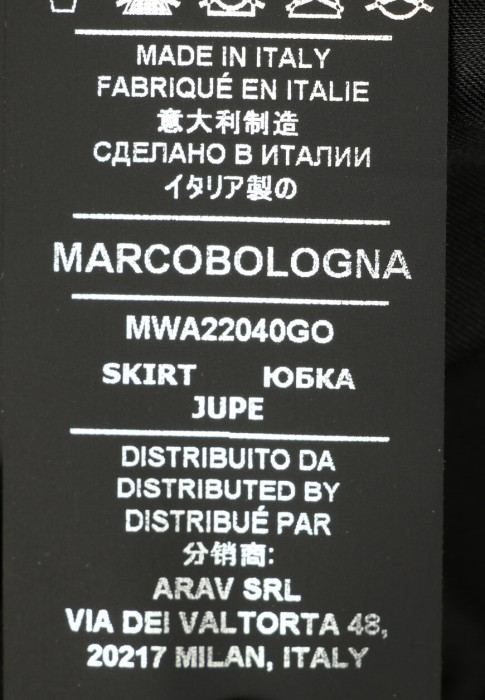 MADE IN ITALY
FABRIQUÉ EN ITALIE
意大利制造
СДЕЛАНО В ИТАЛИИ
イタリア製の
MARCOBOLOGNA
MWA22040GO
SKIRT ЮБКА
JUPE
DISTRIBUITO DA
DISTRIBUTED BY
DISTRIBUÉ PAR
分销商:
ARAV SRL
VIA DEI VALTORTA 48,
20217 MILAN, ITALY